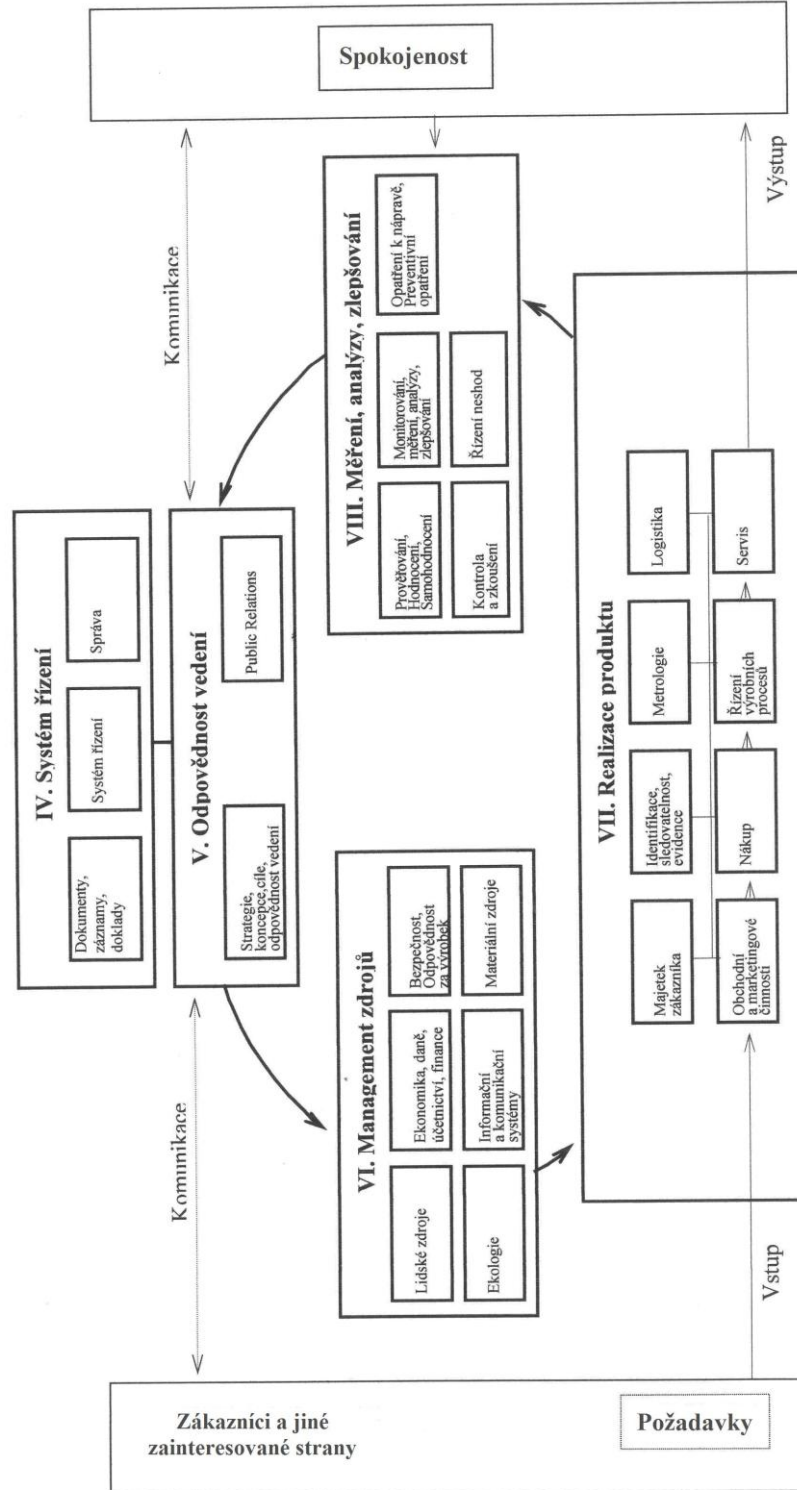 Zákazníci a jiné
zainteresované strany
Požadavky
Komunikace
Vstup
IV. Systém řízení
Dokumenty,
záznamy,
doklady
Systém řízení
Správa
V. Odpovědnost vedení
Strategie,
koncepce,cíle,
odpovědnost vedení
Public Relations
VI. Management zdrojů
Lidské zdroje
Ekonomika, daně,
účetnictví, finance
Bezpečnost,
Odpovědnost
za výrobek
Ekologie
Informační
a komunikační
systémy
Materiální zdroje
VIII. Měření, analýzy, zlepšování
Prověřování,
Hodnocení,
Samohodnocení
Monitorování,
měření, analýzy,
zlepšování
Opatření k nápravě,
Preventivní
opatření
Kontrola
a zkoušení
Řízení neshod
VII. Realizace produktu
Majetek
zákazníka
Identifikace,
sledovatelnost,
evidence
Metrologie
Logistika
Obchodní
a marketingové
činnosti
Nákup
Řízení
výrobních
procesů
Servis
Komunikace
Výstup
Spokojenost